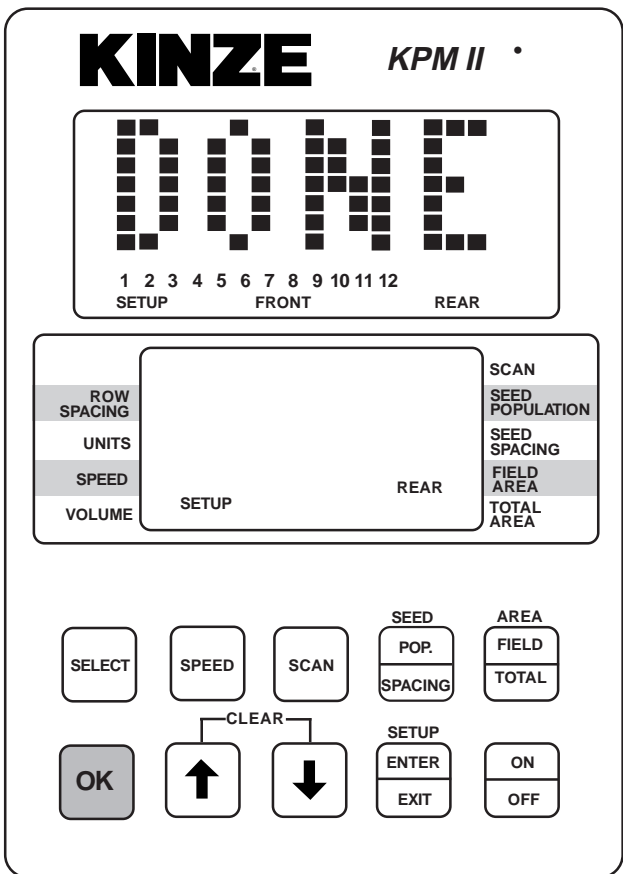 KINZE® KPM II
DONE
1 2 3 4 5 6 7 8 9 10 11 12
SETUP FRONT REAR
SCAN
ROW SPACING
SEED POPULATION
UNITS
SEED SPACING
SPEED
FIELD AREA
VOLUME
TOTAL AREA
SETUP REAR
SELECT
SPEED
SCAN
SEED
POP.
SPACING
AREA
FIELD
TOTAL
CLEAR
OK
SETUP
ENTER
EXIT
ON
OFF